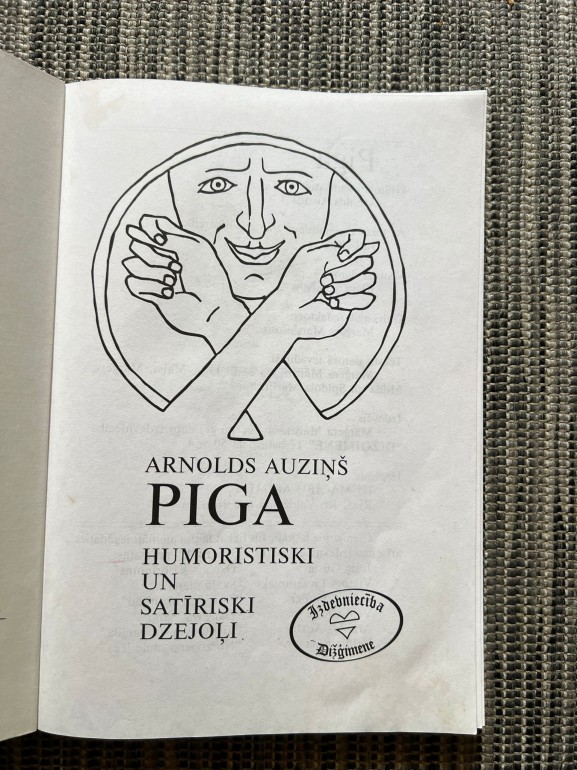 ARNOLDS AUZIŅŠ
PIGA
HUMORISTISKI
UN
SATĪRISKI
DZEJOĻI
Izdevniecība
Dižģimene